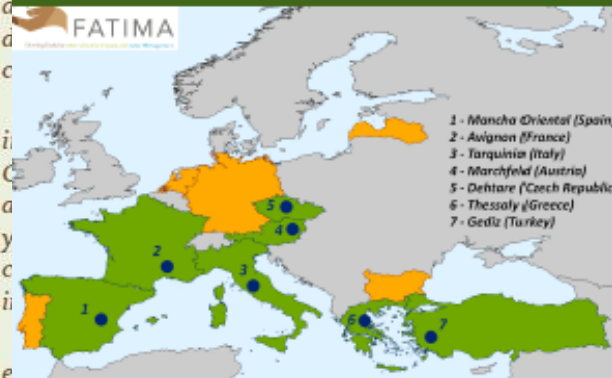 FATIMA
1 - Mancha Oriental (Spain
2 - Avignon (France)
3 - Tarquinia (Italy)
4 - Marchfeld (Austria)
5 - Dehtare (Czech Republic
6 - Thessaly (Greece)
7 - Gediz (Turkey)
5
4
2
3
1
6
7